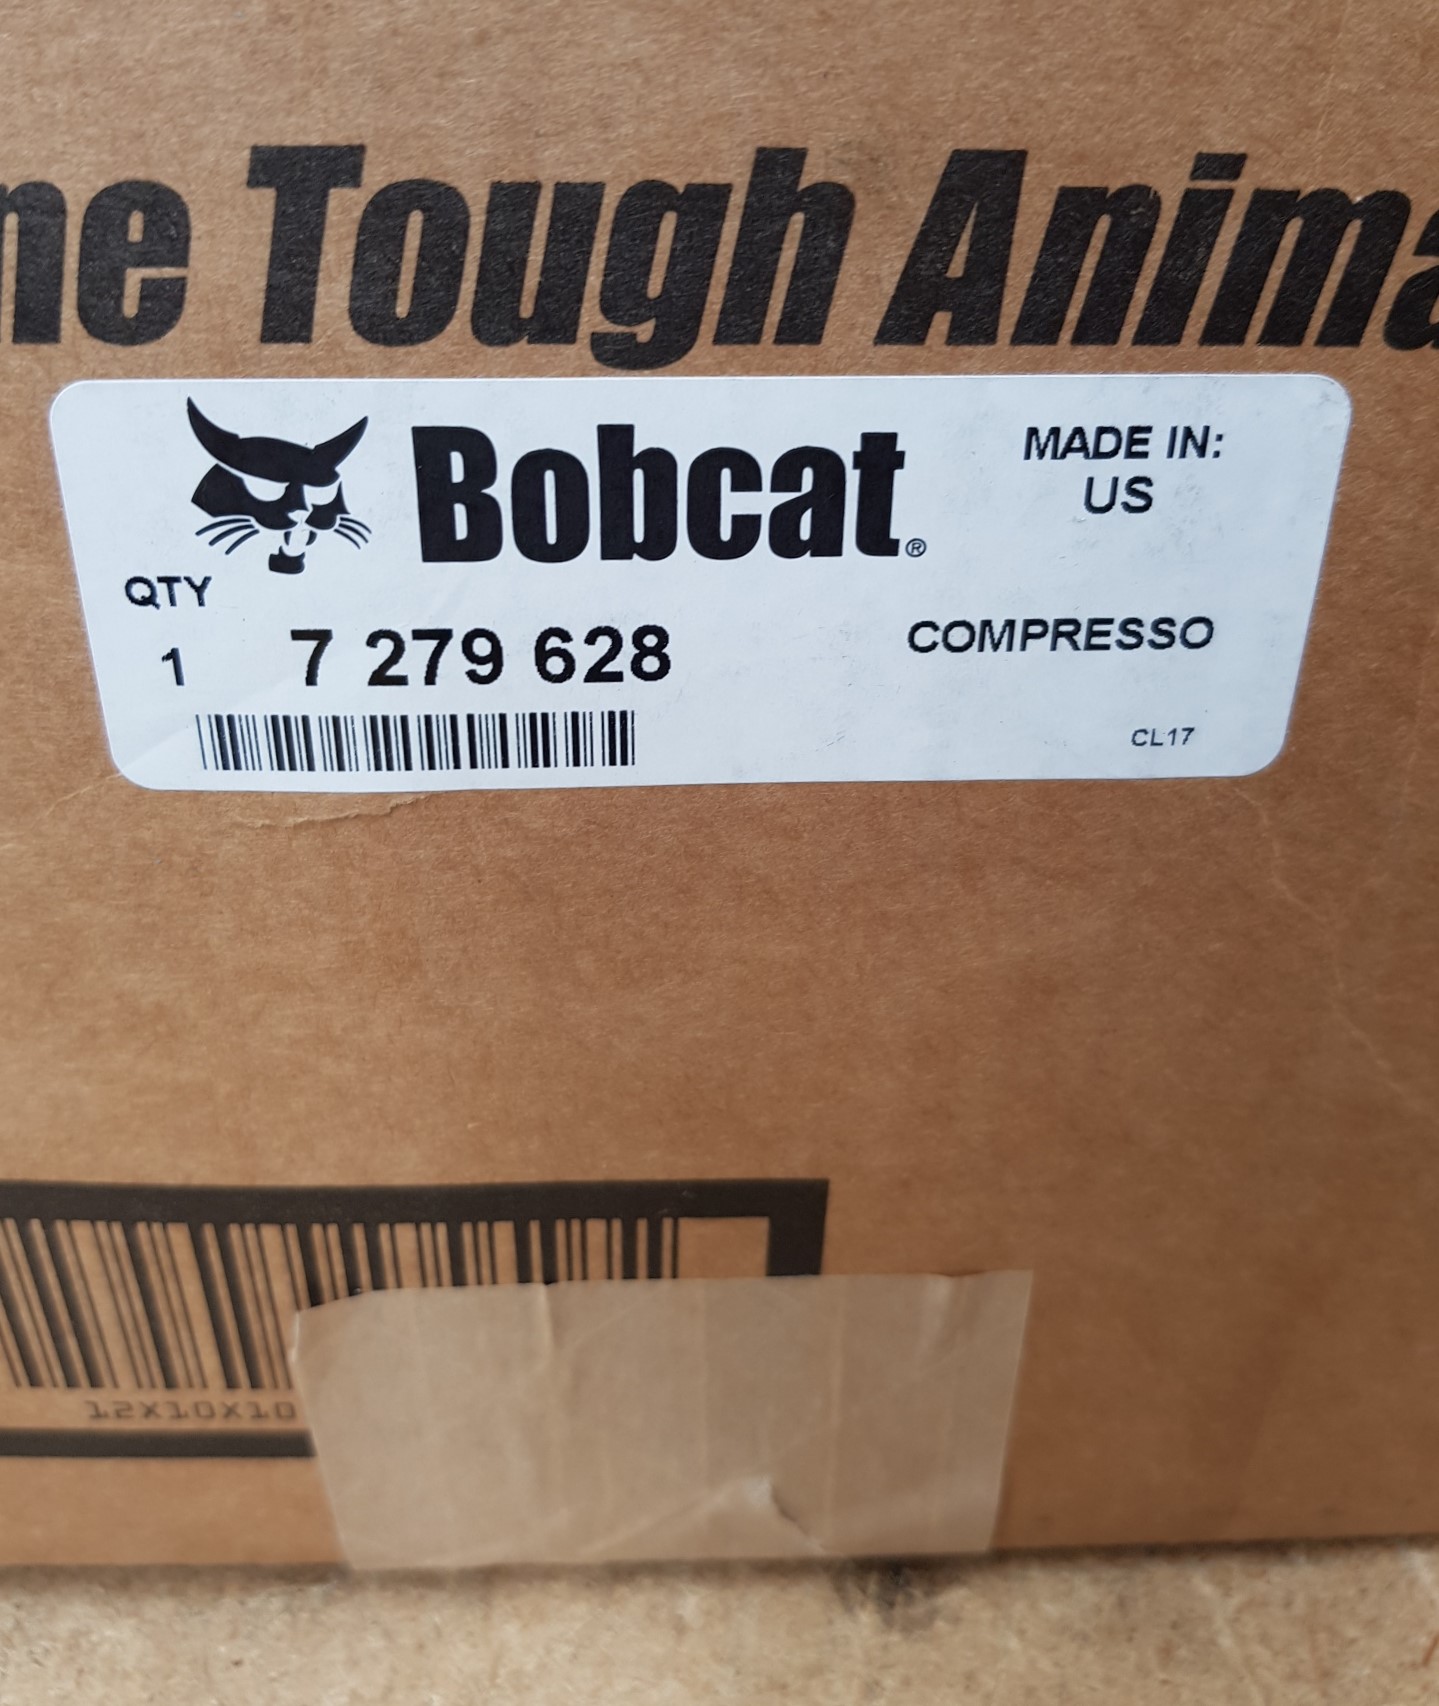 ne Tough Anima
Bobcat®
MADE IN:
US
QTY
1 7 279 628
COMPRESSO
CL17
12X10X10